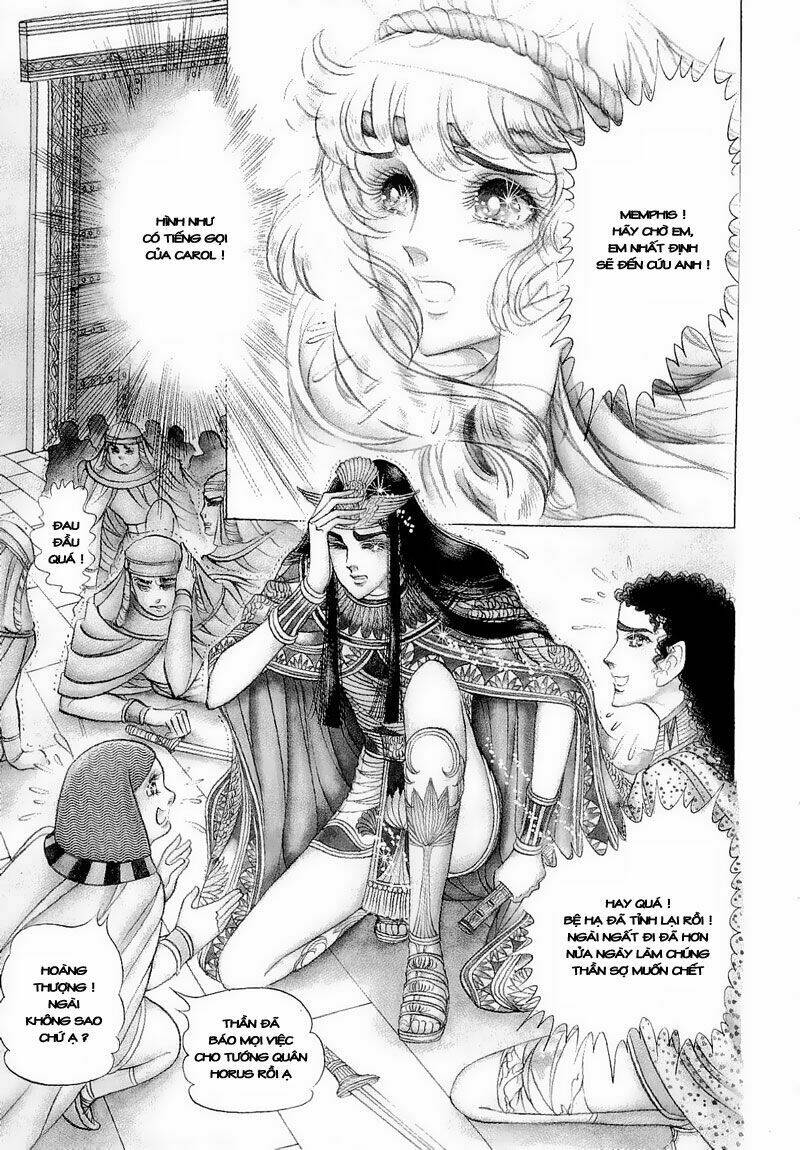 MEMPHIS !
HÃY CHỜ EM,
EM NHẤT ĐỊNH
SẼ ĐẾN CỨU ANH !
HÌNH NHƯ
CÓ TIẾNG GỌI
CỦA CAROL !
ĐAU
ĐẦU
QUÁ !
HAY QUÁ !
BỆ HẠ ĐÃ TỈNH LẠI RỒI !
NGÀI NGẤT ĐI ĐÃ HƠN
NỬA NGÀY LÀM CHÚNG
THẦN SỢ MUỐN CHẾT
HOÀNG
THƯỢNG !
NGÀI
KHÔNG SAO
CHỨ Ạ ?
THẦN ĐÃ
BÁO MỌI VIỆC
CHO TƯỚNG QUÂN
HORUS RỒI Ạ